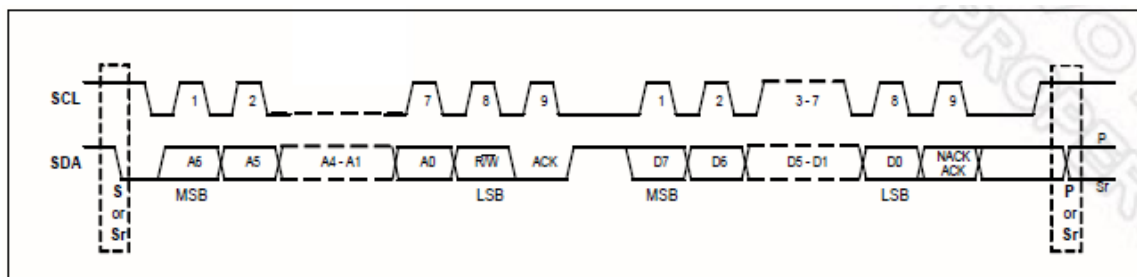 SCL 1 2 7 8 9 1 2 3 - 7 8 9
SDA A6 A5 A4 - A1 A0 R/W ACK D7 D6 D5 - D1 D0 NACK ACK P Sr
MSB LSB MSB LSB
S or Sr
P or Sr
PROPER